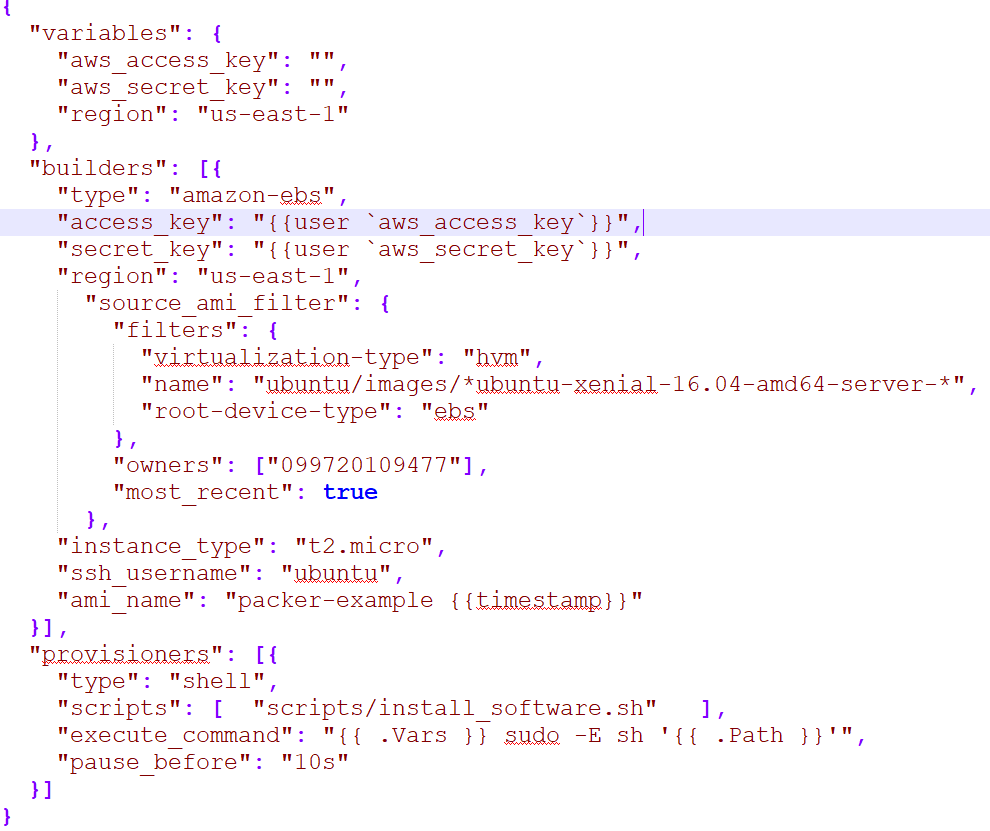 {
  "variables": {
    "aws_access_key": "",
    "aws_secret_key": "",
    "region": "us-east-1"
  },
  "builders": [{
    "type": "amazon-ebs",
    "access_key": "{{user `aws_access_key`}}",
    "secret_key": "{{user `aws_secret_key`}}",
    "region": "us-east-1",
      "source_ami_filter": {
        "filters": {
          "virtualization-type": "hvm",
          "name": "ubuntu/images/*ubuntu-xenial-16.04-amd64-server-*",
          "root-device-type": "ebs"
        },
        "owners": ["099720109477"],
        "most_recent": true
      },
    "instance_type": "t2.micro",
    "ssh_username": "ubuntu",
    "ami_name": "packer-example {{timestamp}}"
  }],
  "provisioners": [{
    "type": "shell",
    "scripts": [  "scripts/install_software.sh"   ],
    "execute_command": "{{ .Vars }} sudo -E sh '{{ .Path }}'",
    "pause_before": "10s"
  }]
}